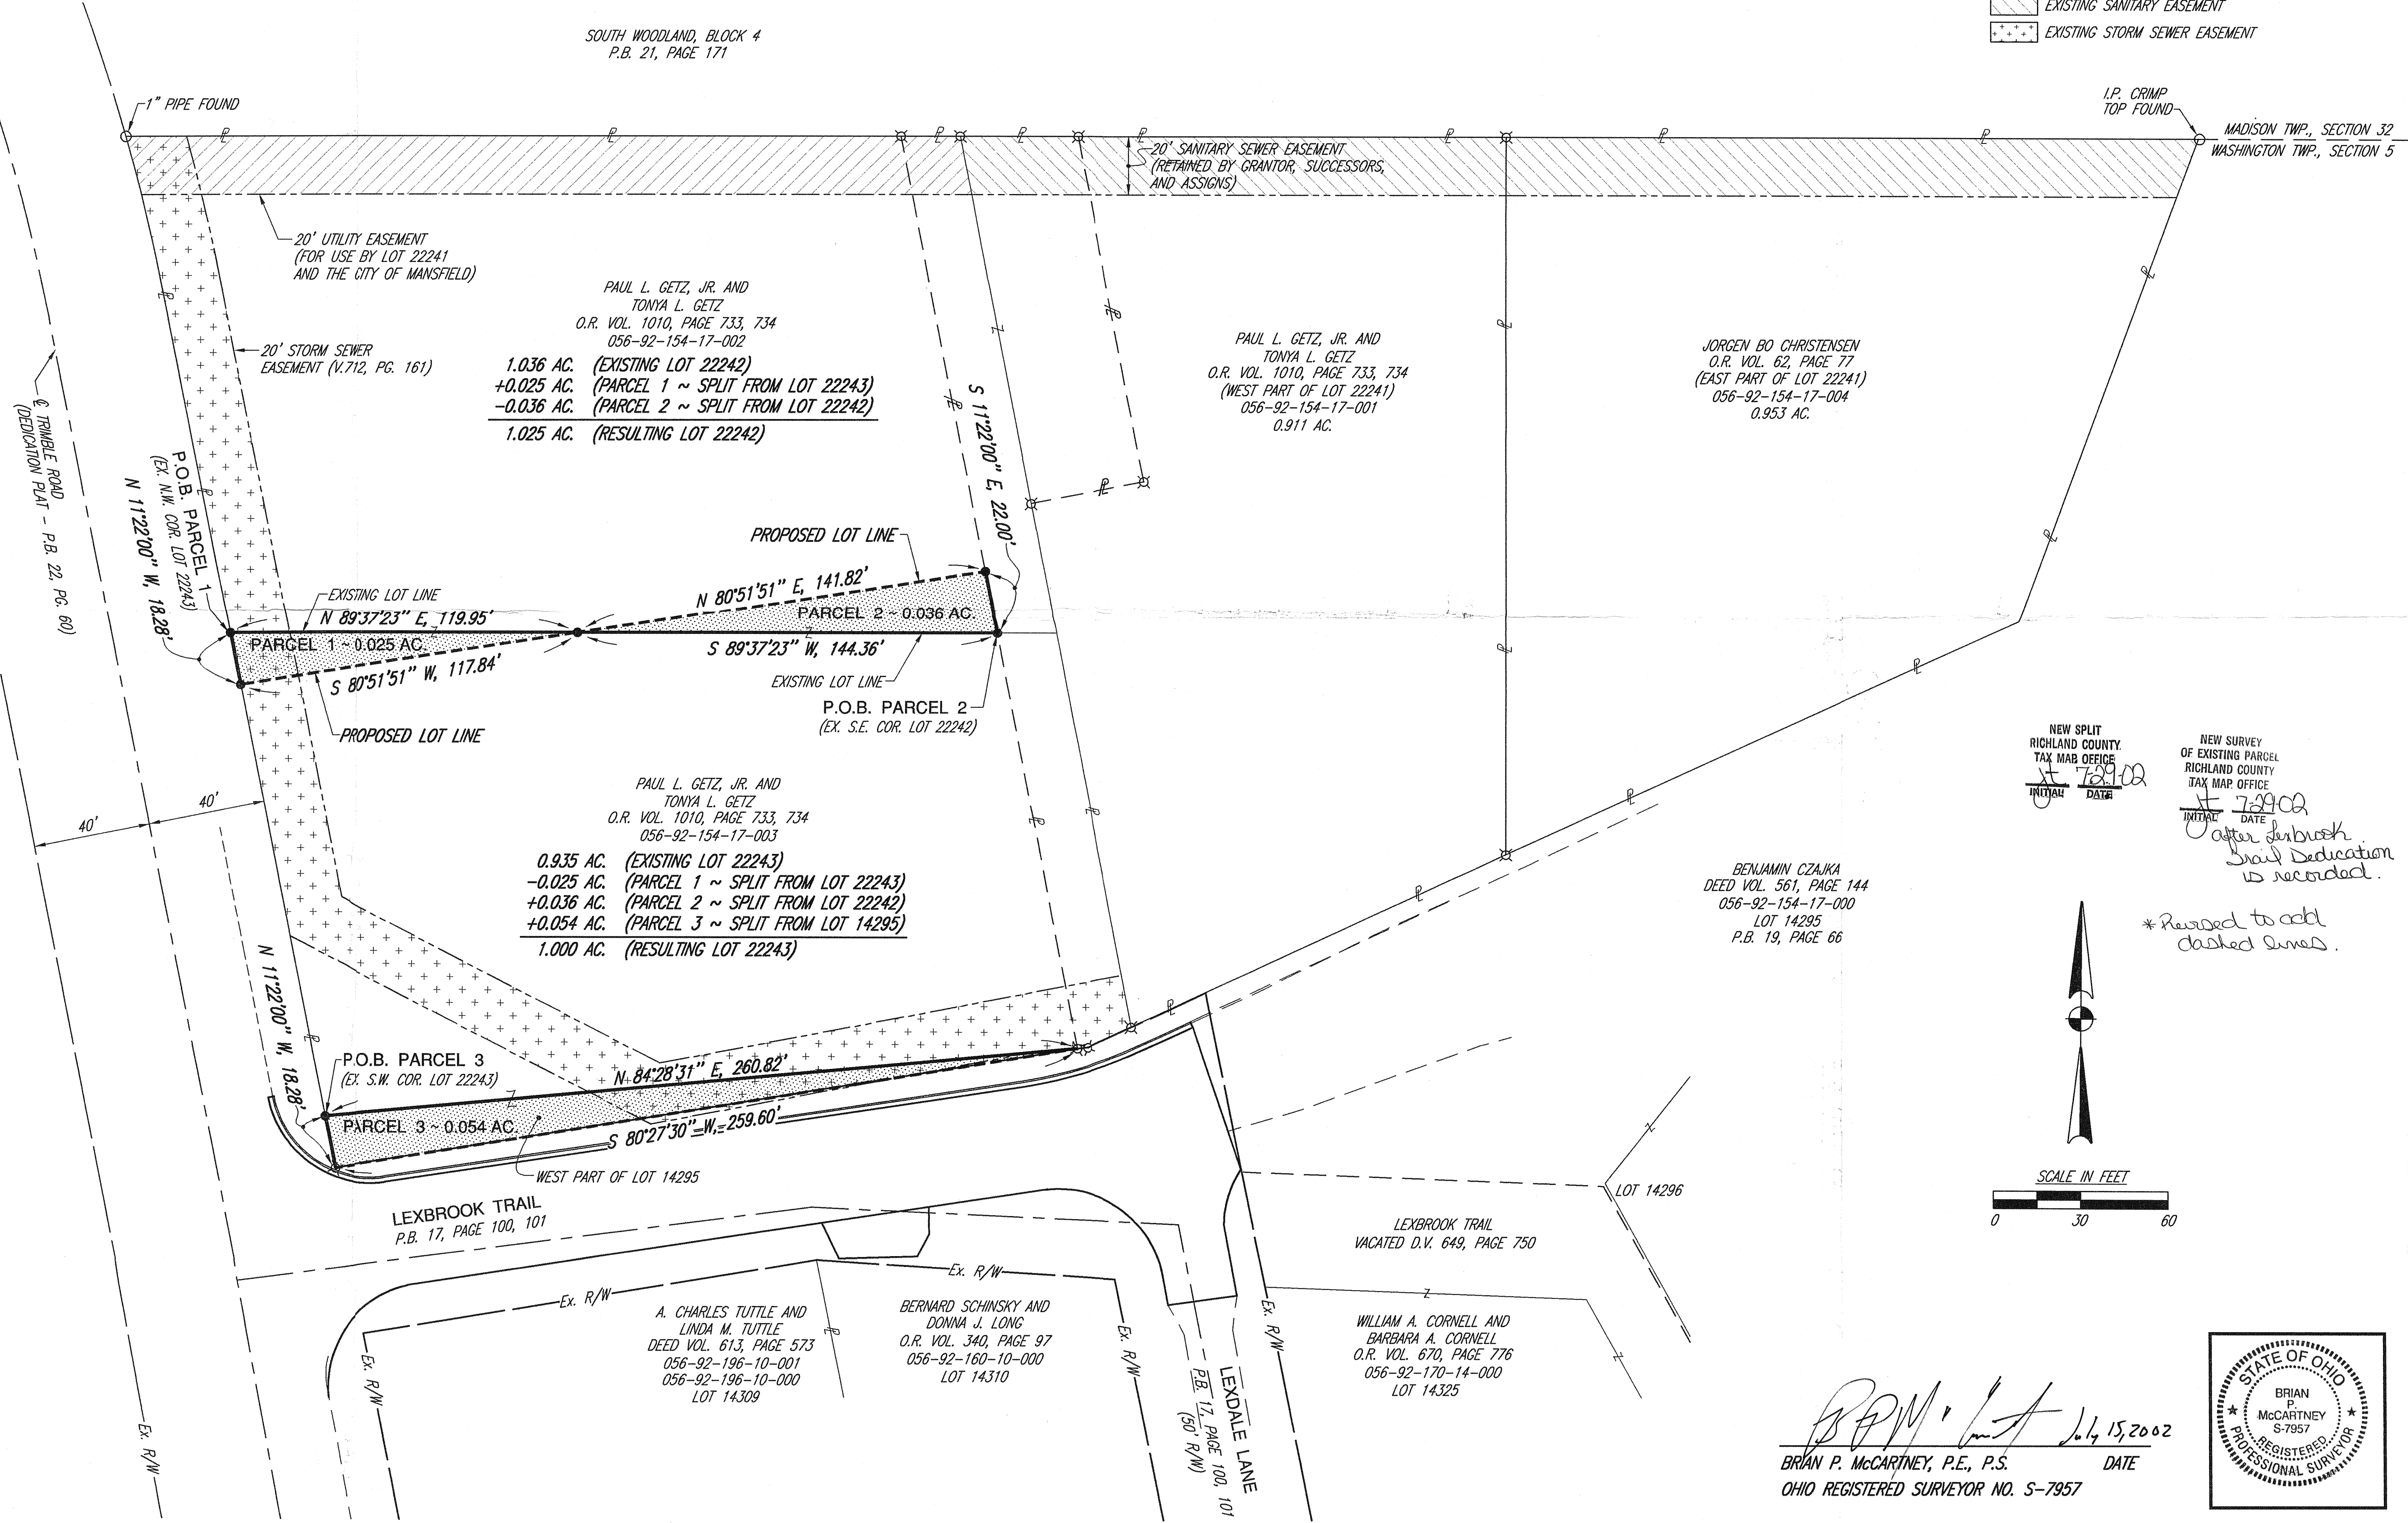 EXISTING SANITARY EASEMENT
EXISTING STORM SEWER EASEMENT
SOUTH WOODLAND, BLOCK 4
P.B. 21, PAGE 171
1" PIPE FOUND
I.P. CRIMP
TOP FOUND
MADISON TWP., SECTION 32
WASHINGTON TWP., SECTION 5
20' SANITARY SEWER EASEMENT
(RETAINED BY GRANTOR, SUCCESSORS,
AND ASSIGNS)
20' UTILITY EASEMENT
(FOR USE BY LOT 22241
AND THE CITY OF MANSFIELD)
20' STORM SEWER
EASEMENT (V.712, PG. 161)
℄ TRIMBLE ROAD
(DEDICATION PLAT - P.B. 22, PG. 60)
PAUL L. GETZ, JR. AND
TONYA L. GETZ
O.R. VOL. 1010, PAGE 733, 734
056-92-154-17-002
1.036 AC. (EXISTING LOT 22242)
+0.025 AC. (PARCEL 1 ~ SPLIT FROM LOT 22243)
-0.036 AC. (PARCEL 2 ~ SPLIT FROM LOT 22242)
1.025 AC. (RESULTING LOT 22242)
PAUL L. GETZ, JR. AND
TONYA L. GETZ
O.R. VOL. 1010, PAGE 733, 734
(WEST PART OF LOT 22241)
056-92-154-17-001
0.911 AC.
JORGEN BO CHRISTENSEN
O.R. VOL. 62, PAGE 77
(EAST PART OF LOT 22241)
056-92-154-17-004
0.953 AC.
P.O.B. PARCEL 1
(EX. N.W. COR. LOT 22243)
N 11°22'00" W, 18.28'
S 11°22'00" E, 22.00'
PROPOSED LOT LINE
EXISTING LOT LINE
N 89°37'23" E, 119.95'
N 80°51'51" E, 141.82'
PARCEL 2 ~ 0.036 AC.
PARCEL 1 ~ 0.025 AC.
S 80°51'51" W, 117.84'
S 89°37'23" W, 144.36'
EXISTING LOT LINE
P.O.B. PARCEL 2
(EX. S.E. COR. LOT 22242)
PROPOSED LOT LINE
40'
40'
PAUL L. GETZ, JR. AND
TONYA L. GETZ
O.R. VOL. 1010, PAGE 733, 734
056-92-154-17-003
0.935 AC. (EXISTING LOT 22243)
-0.025 AC. (PARCEL 1 ~ SPLIT FROM LOT 22243)
+0.036 AC. (PARCEL 2 ~ SPLIT FROM LOT 22242)
+0.054 AC. (PARCEL 3 ~ SPLIT FROM LOT 14295)
1.000 AC. (RESULTING LOT 22243)
NEW SPLIT
RICHLAND COUNTY
TAX MAP OFFICE
7-29-02
INITIAL DATE
NEW SURVEY
OF EXISTING PARCEL
RICHLAND COUNTY
TAX MAP OFFICE
7-29-02
INITIAL DATE
after Lexbrook
Trail Dedication
is recorded.
* Revised to add
dashed lines.
BENJAMIN CZAJKA
DEED VOL. 561, PAGE 144
056-92-154-17-000
LOT 14295
P.B. 19, PAGE 66
N 11°22'00" W, 18.28'
P.O.B. PARCEL 3
(EX. S.W. COR. LOT 22243)
N 84°28'31" E, 260.82'
PARCEL 3 ~ 0.054 AC.
S 80°27'30" W, 259.60'
WEST PART OF LOT 14295
LEXBROOK TRAIL
P.B. 17, PAGE 100, 101
LOT 14296
LEXBROOK TRAIL
VACATED D.V. 649, PAGE 750
SCALE IN FEET
0 30 60
Ex. R/W
Ex. R/W
Ex. R/W
Ex. R/W
Ex. R/W
Ex. R/W
A. CHARLES TUTTLE AND
LINDA M. TUTTLE
DEED VOL. 613, PAGE 573
056-92-196-10-001
056-92-196-10-000
LOT 14309
BERNARD SCHINSKY AND
DONNA J. LONG
O.R. VOL. 340, PAGE 97
056-92-160-10-000
LOT 14310
LEXDALE LANE
P.B. 17, PAGE 100, 101
(50' R/W)
WILLIAM A. CORNELL AND
BARBARA A. CORNELL
O.R. VOL. 670, PAGE 776
056-92-170-14-000
LOT 14325
July 15, 2002
BRIAN P. McCARTNEY, P.E., P.S. DATE
OHIO REGISTERED SURVEYOR NO. S-7957
STATE OF OHIO
BRIAN
P.
McCARTNEY
S-7957
REGISTERED
PROFESSIONAL SURVEYOR